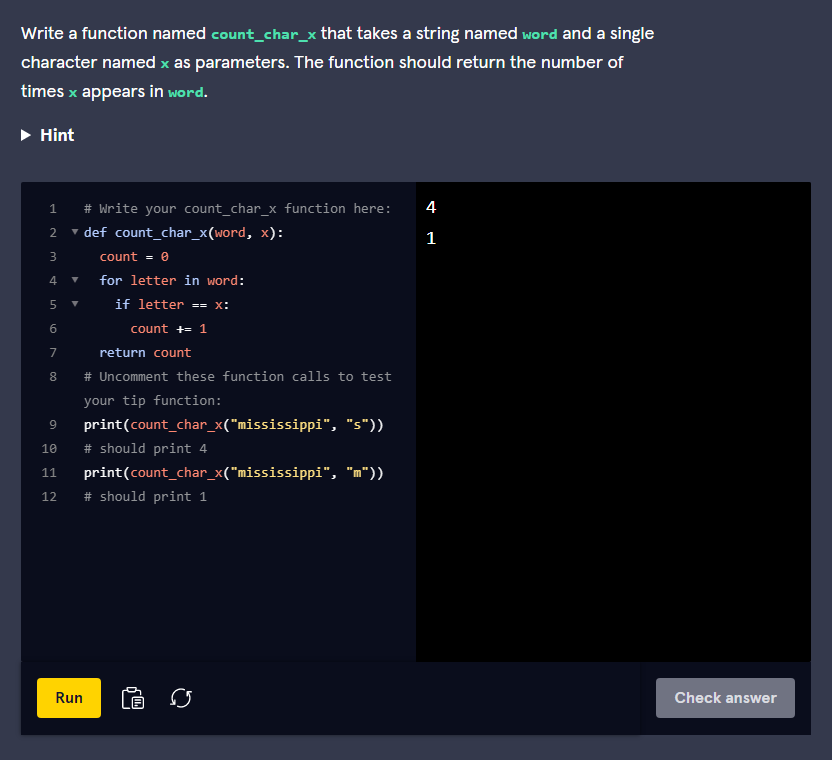 Write a function named count_char_x that takes a string named word and a single
character named x as parameters. The function should return the number of
times x appears in word.
Hint
1 # Write your count_char_x function here:
2 def count_char_x(word, x):
3 count = 0
4 for letter in word:
5 if letter == x:
6 count += 1
7 return count
8 # Uncomment these function calls to test
your tip function:
9 print(count_char_x("mississippi", "s"))
10 # should print 4
11 print(count_char_x("mississippi", "m"))
12 # should print 1
4
1
Run
Check answer